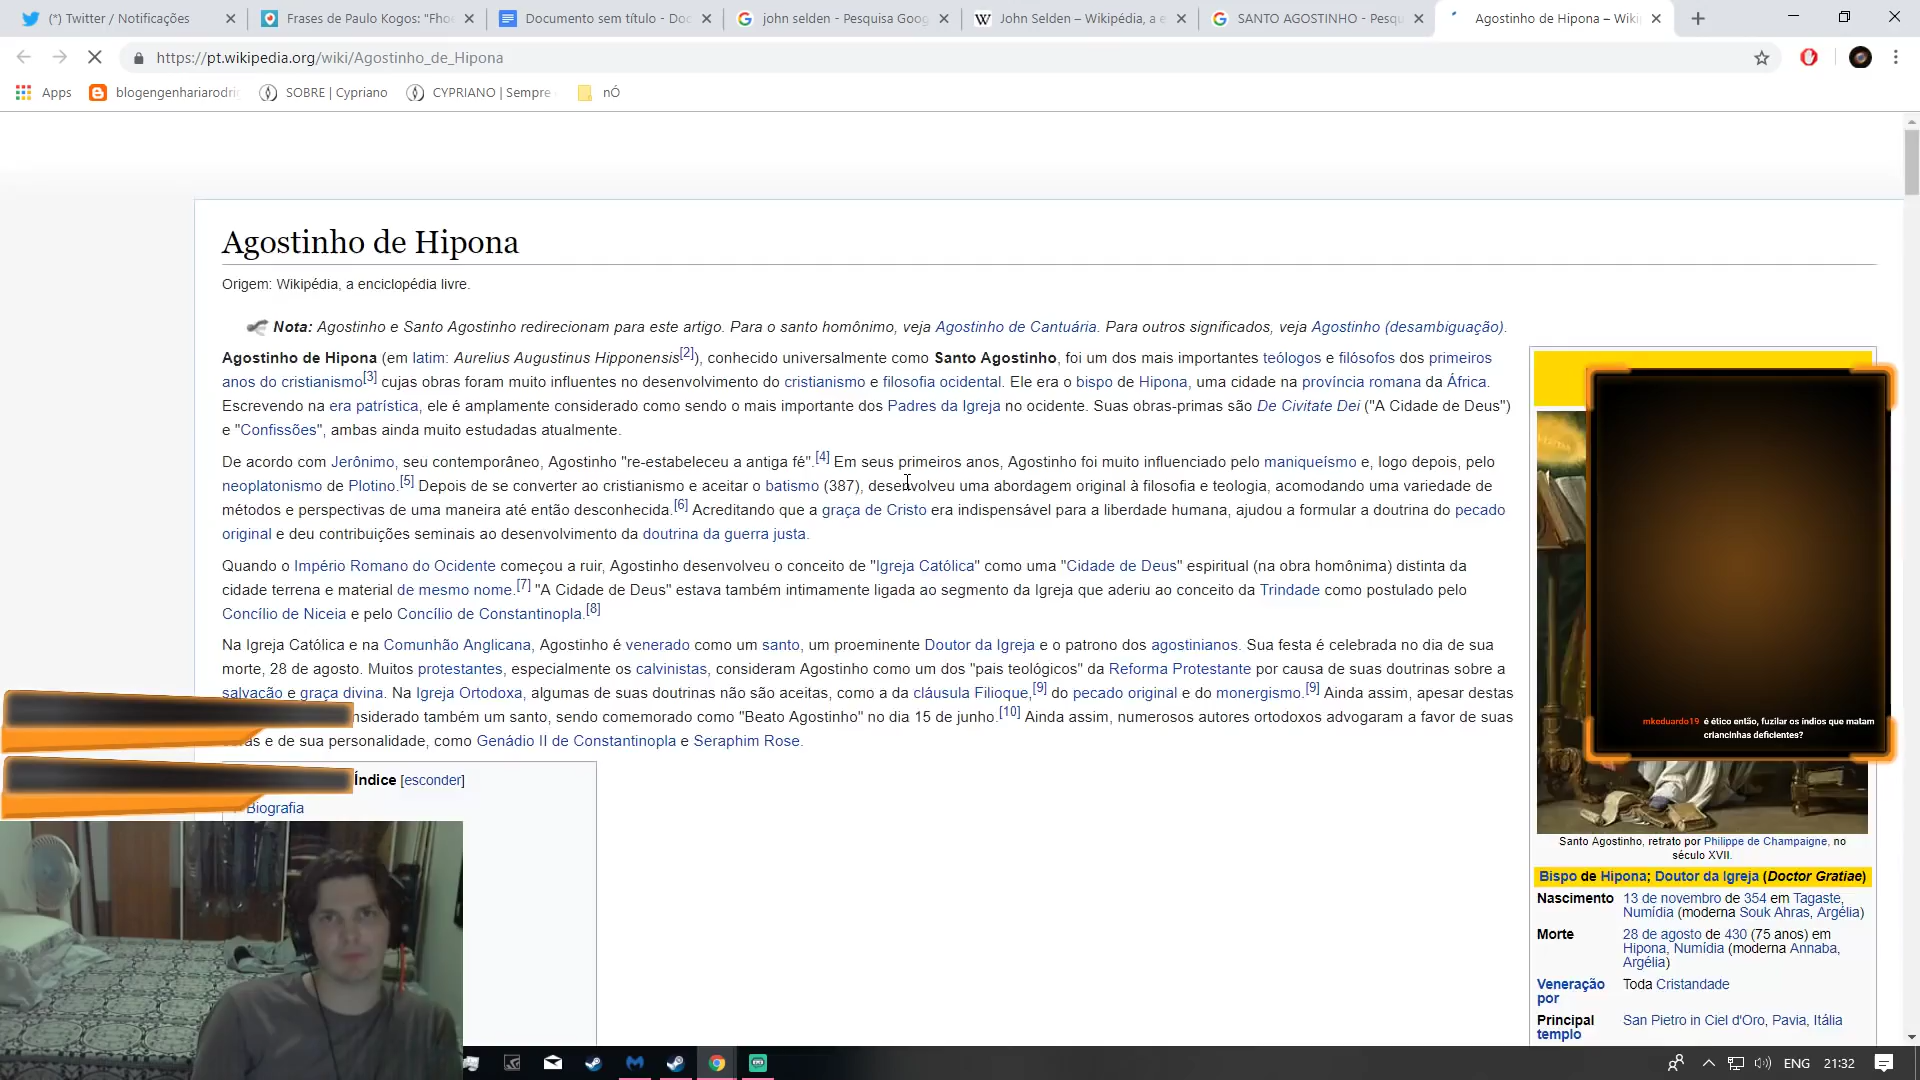 (*) Twitter / Notificações
Frases de Paulo Kogos: "Fhoe
Documento sem título - Doc
john selden - Pesquisa Goog
John Selden – Wikipédia, a e
SANTO AGOSTINHO - Pesqu
Agostinho de Hipona – Wiki
https://pt.wikipedia.org/wiki/Agostinho_de_Hipona
Apps
blogengenhariarodri
SOBRE | Cypriano
CYPRIANO | Sempre
nÓ
Agostinho de Hipona
Origem: Wikipédia, a enciclopédia livre.
Nota: Agostinho e Santo Agostinho redirecionam para este artigo. Para o santo homônimo, veja Agostinho de Cantuária. Para outros significados, veja Agostinho (desambiguação).
Agostinho de Hipona (em latim: Aurelius Augustinus Hipponensis[2]), conhecido universalmente como Santo Agostinho, foi um dos mais importantes teólogos e filósofos dos primeiros
anos do cristianismo[3] cujas obras foram muito influentes no desenvolvimento do cristianismo e filosofia ocidental. Ele era o bispo de Hipona, uma cidade na província romana da África.
Escrevendo na era patrística, ele é amplamente considerado como sendo o mais importante dos Padres da Igreja no ocidente. Suas obras-primas são De Civitate Dei ("A Cidade de Deus")
e "Confissões", ambas ainda muito estudadas atualmente.
De acordo com Jerônimo, seu contemporâneo, Agostinho "re-estabeleceu a antiga fé".[4] Em seus primeiros anos, Agostinho foi muito influenciado pelo maniqueísmo e, logo depois, pelo
neoplatonismo de Plotino.[5] Depois de se converter ao cristianismo e aceitar o batismo (387), desenvolveu uma abordagem original à filosofia e teologia, acomodando uma variedade de
métodos e perspectivas de uma maneira até então desconhecida.[6] Acreditando que a graça de Cristo era indispensável para a liberdade humana, ajudou a formular a doutrina do pecado
original e deu contribuições seminais ao desenvolvimento da doutrina da guerra justa.
Quando o Império Romano do Ocidente começou a ruir, Agostinho desenvolveu o conceito de "Igreja Católica" como uma "Cidade de Deus" espiritual (na obra homônima) distinta da
cidade terrena e material de mesmo nome.[7] "A Cidade de Deus" estava também intimamente ligada ao segmento da Igreja que aderiu ao conceito da Trindade como postulado pelo
Concílio de Niceia e pelo Concílio de Constantinopla.[8]
Na Igreja Católica e na Comunhão Anglicana, Agostinho é venerado como um santo, um proeminente Doutor da Igreja e o patrono dos agostinianos. Sua festa é celebrada no dia de sua
morte, 28 de agosto. Muitos protestantes, especialmente os calvinistas, consideram Agostinho como um dos "pais teológicos" da Reforma Protestante por causa de suas doutrinas sobre a
salvação e graça divina. Na Igreja Ortodoxa, algumas de suas doutrinas não são aceitas, como a da cláusula Filioque,[9] do pecado original e do monergismo.[9] Ainda assim, apesar destas
nsiderado também um santo, sendo comemorado como "Beato Agostinho" no dia 15 de junho.[10] Ainda assim, numerosos autores ortodoxos advogaram a favor de suas
e de sua personalidade, como Genádio II de Constantinopla e Seraphim Rose.
Índice [esconder]
Biografia
mkeduardo19 é ético então, fuzilar os índios que matam
criancinhas deficientes?
Santo Agostinho, retrato por Philippe de Champaigne, no
século XVII.
Bispo de Hipona; Doutor da Igreja (Doctor Gratiae)
Nascimento 13 de novembro de 354 em Tagaste,
Numídia (moderna Souk Ahras, Argélia)
Morte 28 de agosto de 430 (75 anos) em
Hipona, Numídia (moderna Annaba,
Argélia)
Veneração por Toda Cristandade
Principal templo San Pietro in Ciel d'Oro, Pavia, Itália
ENG 21:32